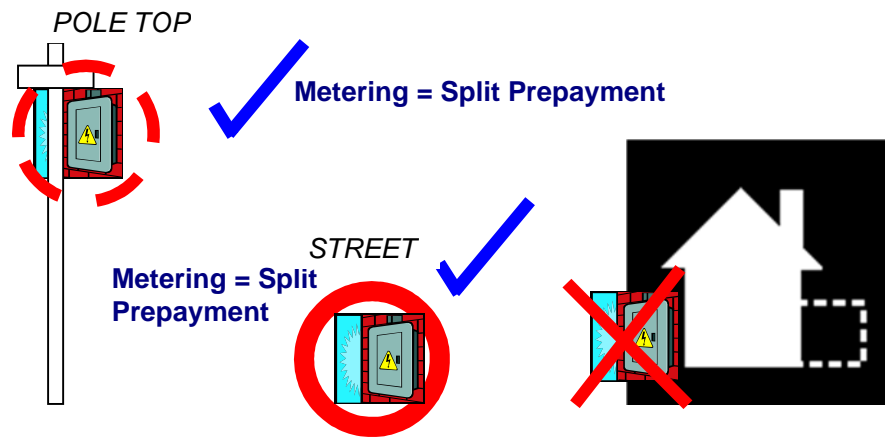 POLE TOP
Metering = Split Prepayment
STREET
Metering = Split
Prepayment